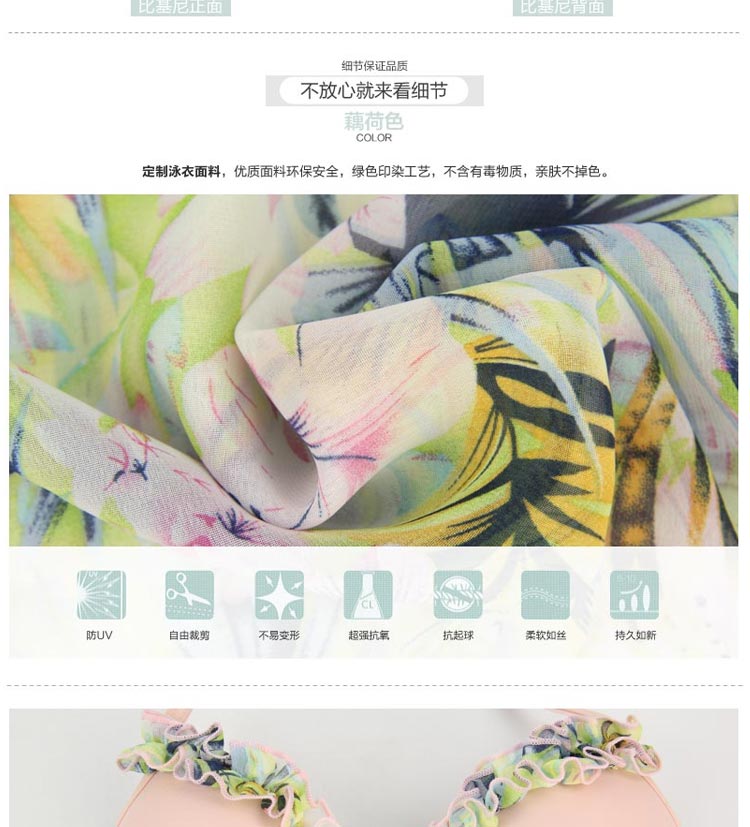 比基尼正面
比基尼背面
细节保证品质
不放心就来看细节
藕荷色
COLOR
定制泳衣面料，优质面料环保安全，绿色印染工艺，不含有毒物质，亲肤不掉色。
UV
CL
防UV
自由裁剪
不易变形
超强抗氧
抗起球
柔软如丝
持久如新